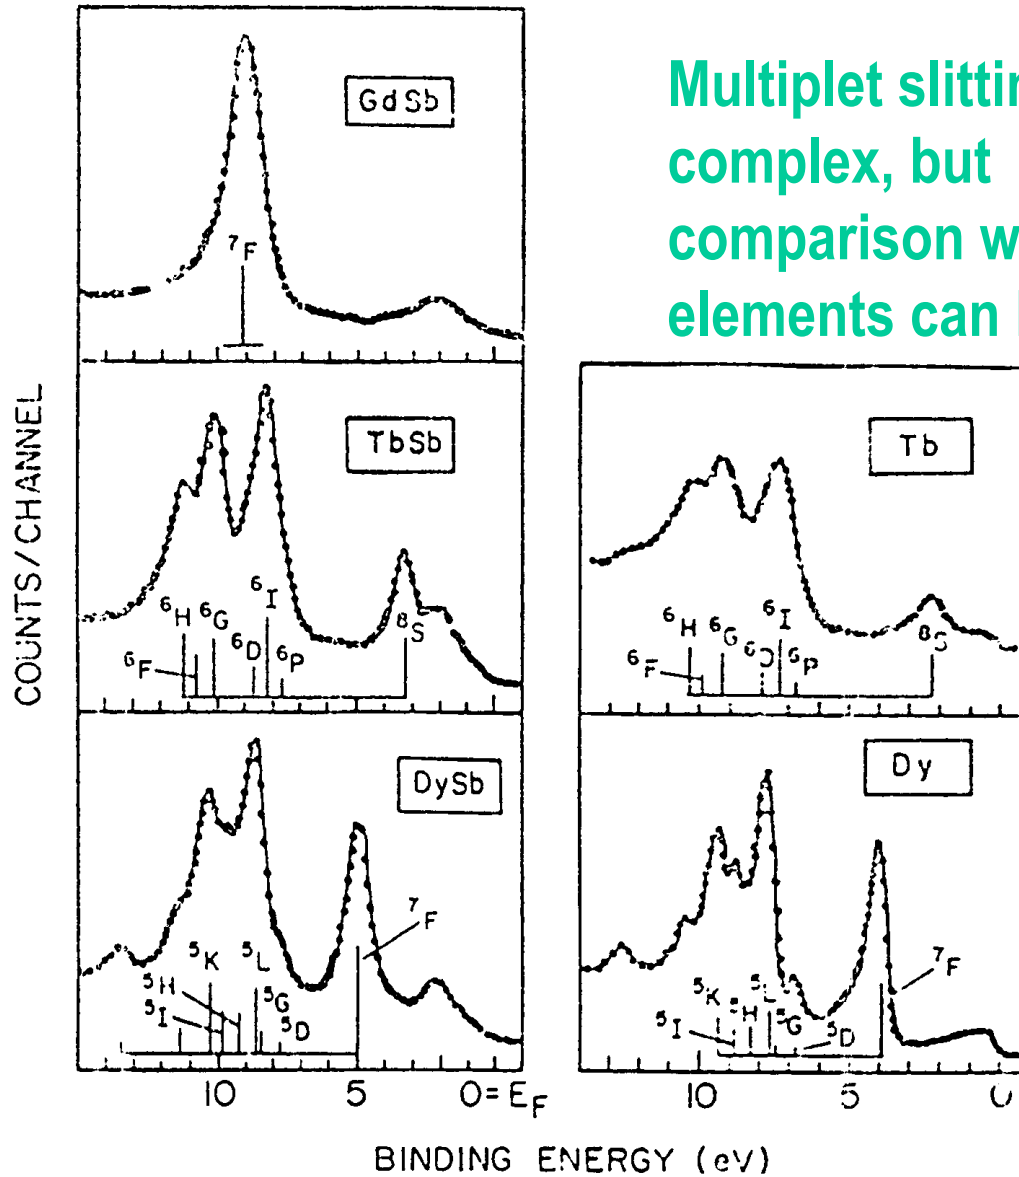 GdSb
⁷F
Multiplet slittin
complex, but
comparison w
elements can
COUNTS/CHANNEL
TbSb
⁶H ⁶G ⁶I
⁶F ⁶D ⁶P ⁸S
Tb
⁶H ⁶G ⁶I
⁶F ⁶P ⁸S
DySb
⁷F
⁵K ⁵L
⁵H ⁵G
⁵I ⁵D
Dy
⁷F
⁵K ⁵L
⁵I H ⁵G ⁵D
10 5 0=E_F
10 5 0
BINDING ENERGY (eV)